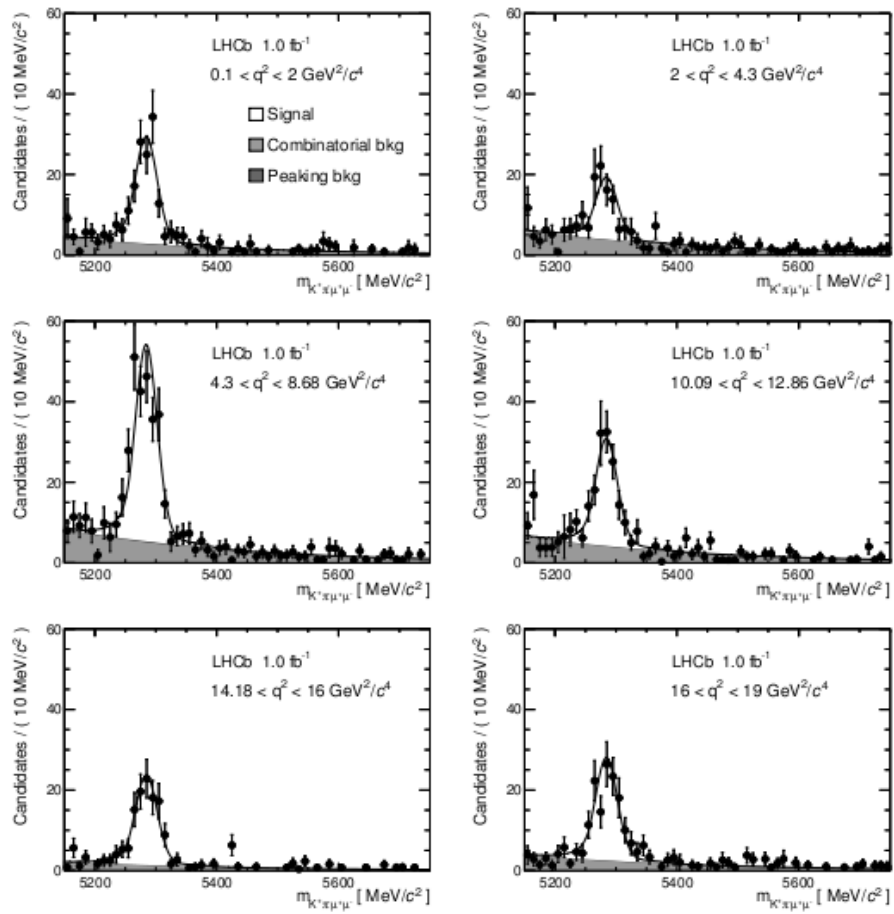 Candidates / ( 10 MeV/c²)
60
40
20
0
LHCb 1.0 fb⁻¹
0.1 < q² < 2 GeV²/c⁴
Signal
Combinatorial bkg
Peaking bkg
5200 5400 5600
m_K⁺π⁻μ⁺μ⁻ [ MeV/c²]
Candidates / ( 10 MeV/c²)
60
40
20
0
LHCb 1.0 fb⁻¹
2 < q² < 4.3 GeV²/c⁴
5200 5400 5600
m_K⁺π⁻μ⁺μ⁻ [ MeV/c²]
Candidates / ( 10 MeV/c²)
60
40
20
0
LHCb 1.0 fb⁻¹
4.3 < q² < 8.68 GeV²/c⁴
5200 5400 5600
m_K⁺π⁻μ⁺μ⁻ [ MeV/c²]
Candidates / ( 10 MeV/c²)
60
40
20
0
LHCb 1.0 fb⁻¹
10.09 < q² < 12.86 GeV²/c⁴
5200 5400 5600
m_K⁺π⁻μ⁺μ⁻ [ MeV/c²]
Candidates / ( 10 MeV/c²)
60
40
20
0
LHCb 1.0 fb⁻¹
14.18 < q² < 16 GeV²/c⁴
5200 5400 5600
m_K⁺π⁻μ⁺μ⁻ [ MeV/c²]
Candidates / ( 10 MeV/c²)
60
40
20
0
LHCb 1.0 fb⁻¹
16 < q² < 19 GeV²/c⁴
5200 5400 5600
m_K⁺π⁻μ⁺μ⁻ [ MeV/c²]